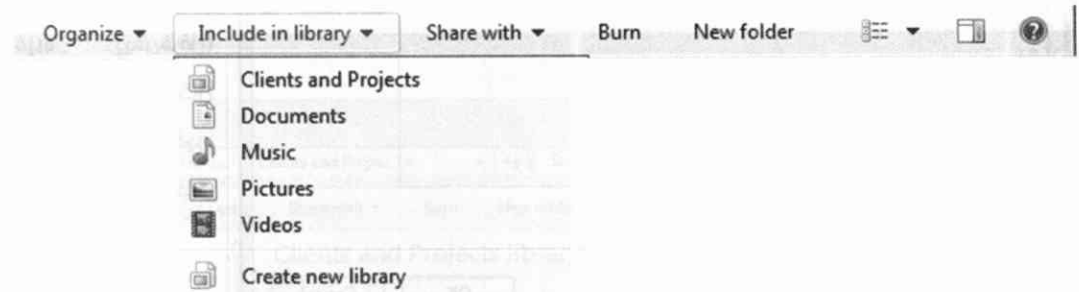 Organize Include in library Share with Burn New folder
Clients and Projects
Documents
Music
Pictures
Videos
Create new library